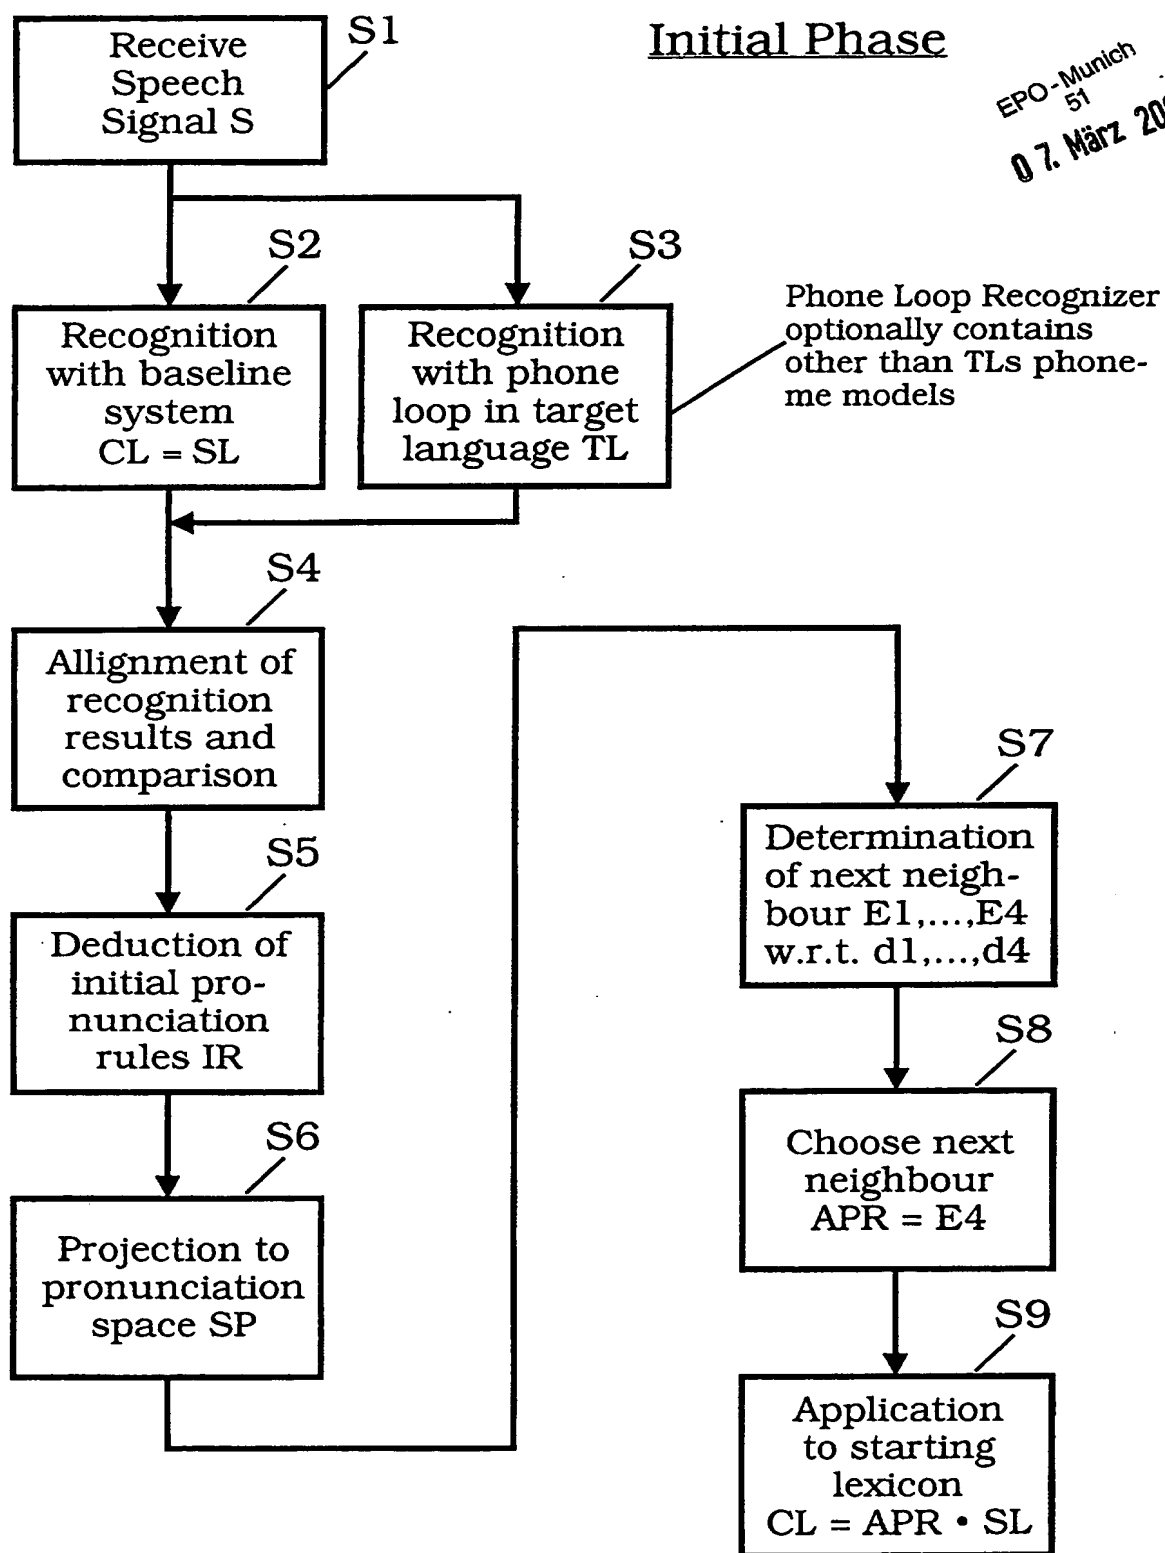 Initial Phase
EPO-Munich
51
0 7. März
S1
Receive
Speech
Signal S
S2
Recognition
with baseline
system
CL = SL
S3
Recognition
with phone
loop in target
language TL
Phone Loop Recognizer
optionally contains
other than TLs phone-
me models
S4
Allignment of
recognition
results and
comparison
S5
Deduction of
initial pro-
nunciation
rules IR
S6
Projection to
pronunciation
space SP
S7
Determination
of next neigh-
bour E1,...,E4
w.r.t. d1,...,d4
S8
Choose next
neighbour
APR = E4
S9
Application
to starting
lexicon
CL = APR • SL